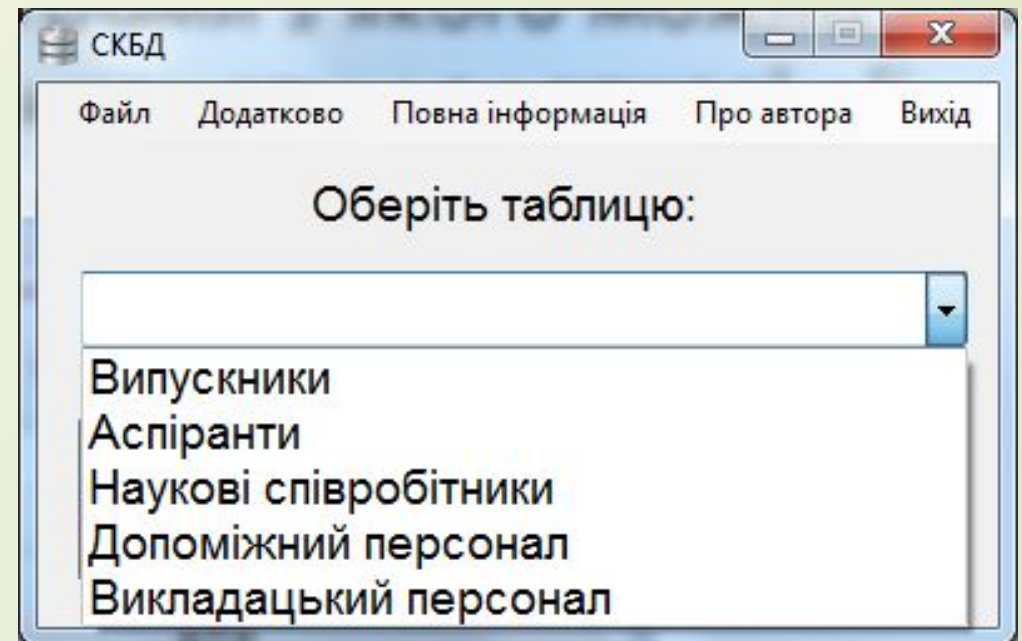 СКБД
Файл Додатково Повна інформація Про автора Вихід
Оберіть таблицю:
Випускники
Аспіранти
Наукові співробітники
Допоміжний персонал
Викладацький персонал